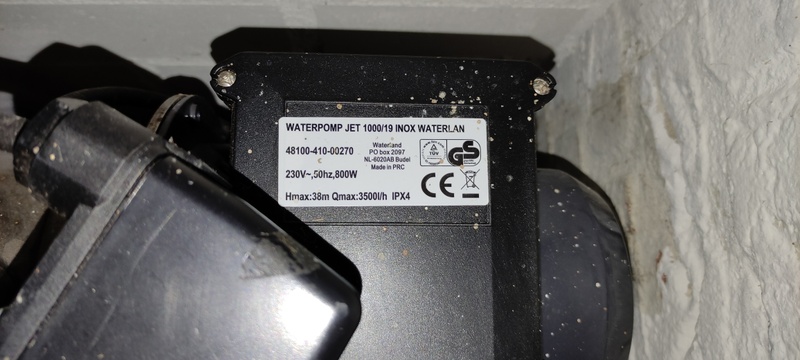 WATERPOMP JET 1000/19 INOX WATERLAN
48100-410-00270
Waterland
PO box 2097
NL-6020AB Budel
Made in PRC
230V~,50hz,800W
Hmax:38m Qmax:3500l/h IPX4
TÜV
GS
CE